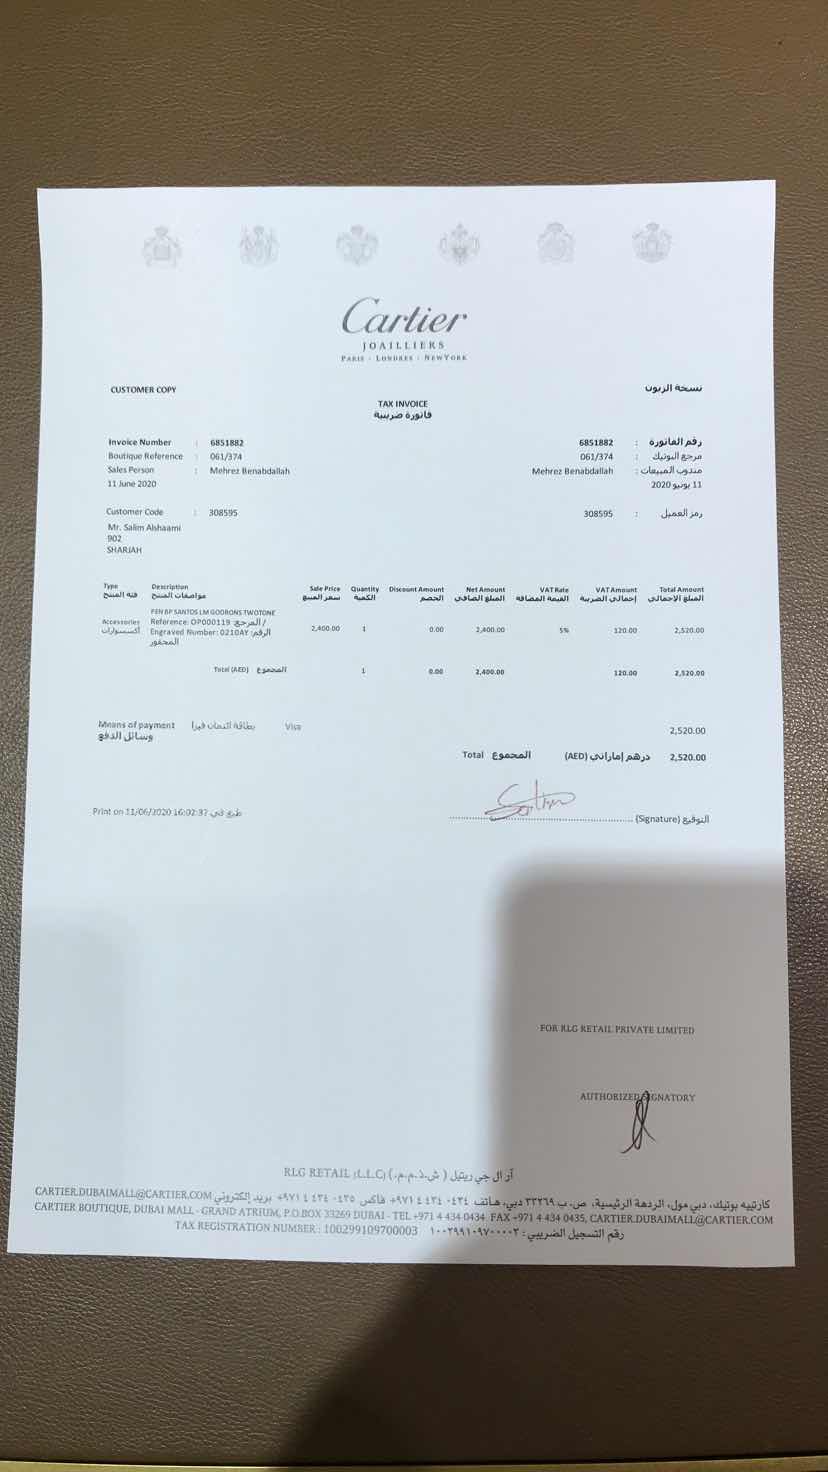 Cartier
JOAILLIERS
PARIS - LONDRES - NEW YORK
CUSTOMER COPY نسخة الزبون
TAX INVOICE
فاتورة ضريبية
Invoice Number : 6851882 6851882 : رقم الفاتورة
Boutique Reference : 061/374 061/374 : مرجع البوتيك
Sales Person : Mehrez Benabdallah Mehrez Benabdallah : مندوب المبيعات
11 June 2020 11 يونيو 2020
Customer Code : 308595 308595 : رمز العميل
Mr. Salim Alshaami
902
SHARJAH
Type Description Sale Price Quantity Discount Amount Net Amount VAT Rate VAT Amount Total Amount
فئة المنتج مواصفات المنتج سعر المبيع الكمية الخصم المبلغ الصافي القيمة المضافة إجمالي الضريبة المبلغ الإجمالي
PEN BP SANTOS LM GODRONS TWOTONE
Accessories Reference: OP000119 المرجع: /
أكسسوارات Engraved Number: 0210AY الرقم: 2,400.00 1 0.00 2,400.00 5% 120.00 2,520.00
المحفور
Total (AED) المجموع 1 0.00 2,400.00 120.00 2,520.00
Means of payment بطاقة ائتمان فيزا Visa 2,520.00
وسائل الدفع
Total المجموع (AED) درهم إماراتي 2,520.00
Print on 11/06/2020 16:02:37 طبع في
(Signature) التوقيع
FOR RLG RETAIL PRIVATE LIMITED
AUTHORIZED SIGNATORY
RLG RETAIL (L.L.C) آر ال جي ريتيل ( ش.ذ.م.م. )
كارتييه بوتيك، دبي مول، الردهة الرئيسية، ص.ب ٣٣٢٦٩ دبي، هاتف ٠٤٣٤ ٤٣٤ ٤ ٩٧١+ فاكس ٠٤٣٥ ٤٣٤ ٤ ٩٧١+ بريد إلكتروني CARTIER.DUBAIMALL@CARTIER.COM
CARTIER BOUTIQUE, DUBAI MALL - GRAND ATRIUM, P.O.BOX 33269 DUBAI - TEL +971 4 434 0434 FAX +971 4 434 0435, CARTIER.DUBAIMALL@CARTIER.COM
TAX REGISTRATION NUMBER : 100299109700003 رقم التسجيل الضريبي: ١٠٠٢٩٩١٠٩٧٠٠٠٠٣